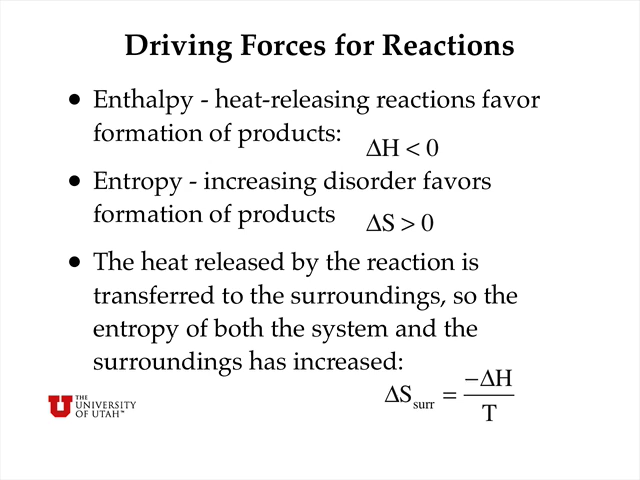 Driving Forces for Reactions
• Enthalpy - heat-releasing reactions favor
formation of products:
ΔH < 0
• Entropy - increasing disorder favors
formation of products
ΔS > 0
• The heat released by the reaction is
transferred to the surroundings, so the
entropy of both the system and the
surroundings has increased:
ΔS_surr = −ΔH / T
U THE
UNIVERSITY
OF UTAH™